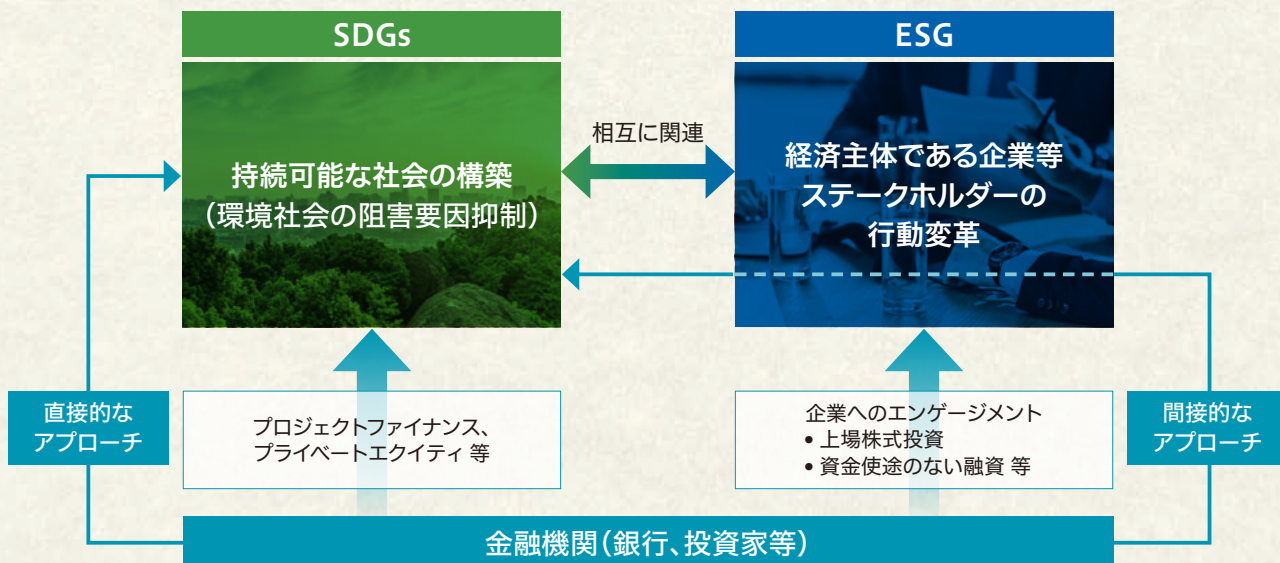 SDGs
ESG
持続可能な社会の構築
（環境社会の阻害要因抑制）
相互に関連
経済主体である企業等
ステークホルダーの
行動変革
直接的な
アプローチ
プロジェクトファイナンス、
プライベートエクイティ 等
企業へのエンゲージメント
• 上場株式投資
• 資金使途のない融資 等
間接的な
アプローチ
金融機関（銀行、投資家等）